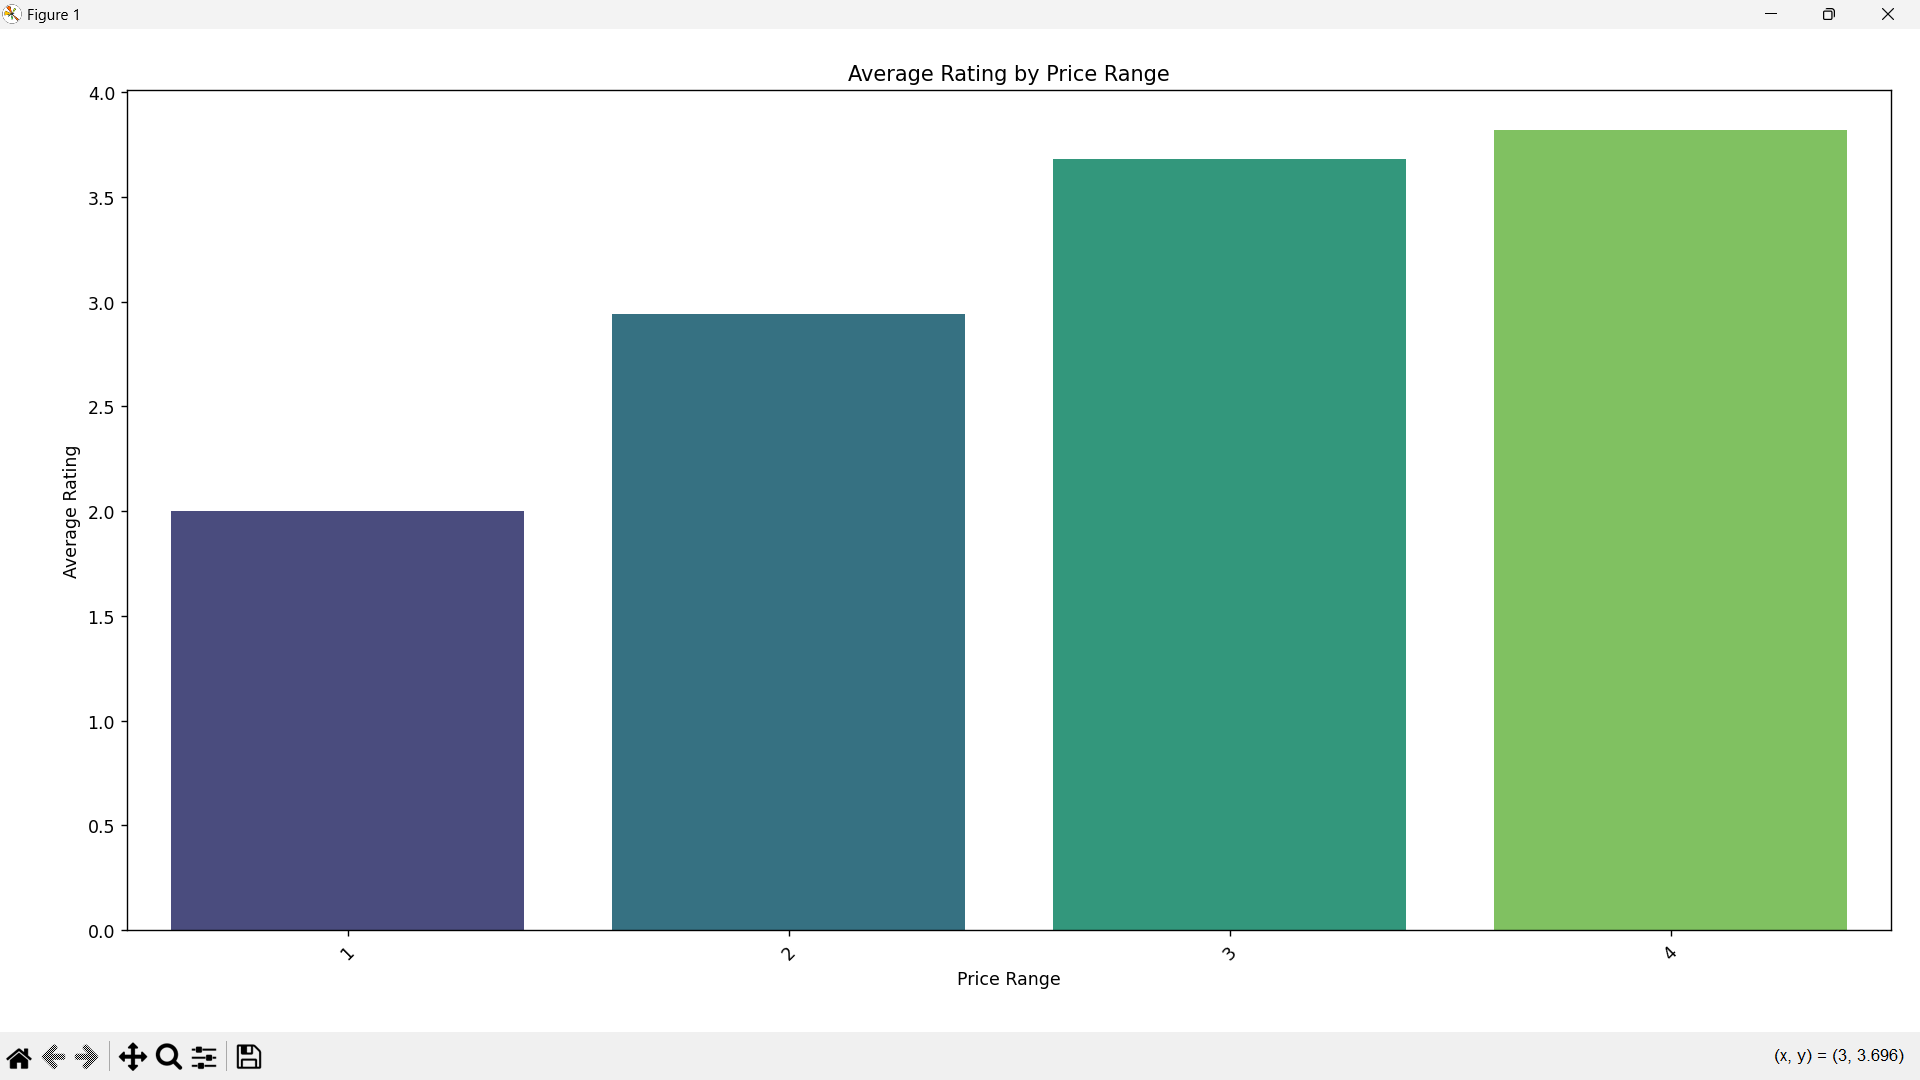 Figure 1
Average Rating by Price Range
4.0
3.5
3.0
2.5
2.0
1.5
1.0
0.5
0.0
Average Rating
1 2 3 4
Price Range
(x, y) = (3, 3.696)